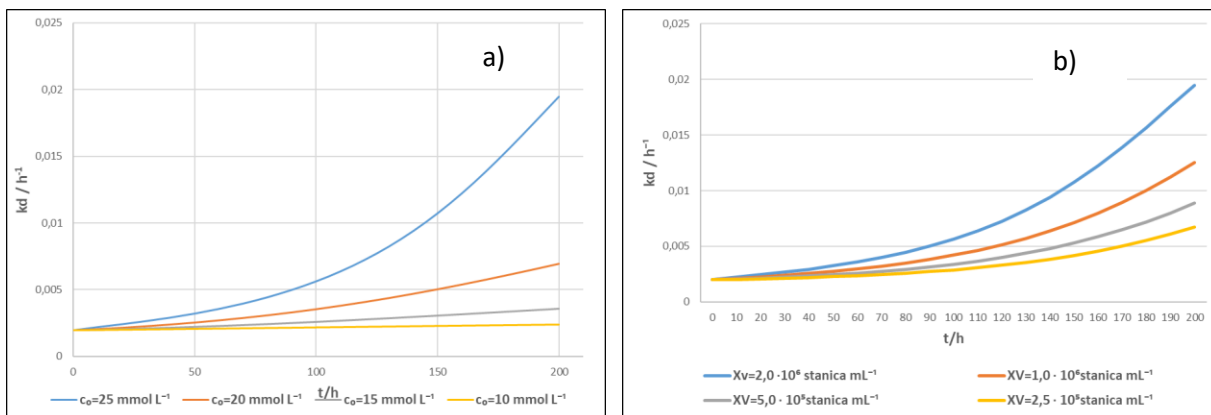 a)
0,025
0,02
0,015
0,01
0,005
0
kd / h⁻¹
0 50 100 150 200
t/h
c₀=25 mmol L⁻¹ c₀=20 mmol L⁻¹ c₀=15 mmol L⁻¹ c₀=10 mmol L⁻¹
b)
0,025
0,02
0,015
0,01
0,005
0
kd / h⁻¹
0 10 20 30 40 50 60 70 80 90 100 110 120 130 140 150 160 170 180 190 200
t/h
Xv=2,0 ·10⁶ stanica mL⁻¹ XV=1,0 · 10⁶stanica mL⁻¹
XV=5,0 · 10⁵stanica mL⁻¹ XV=2,5 · 10⁵stanica mL⁻¹